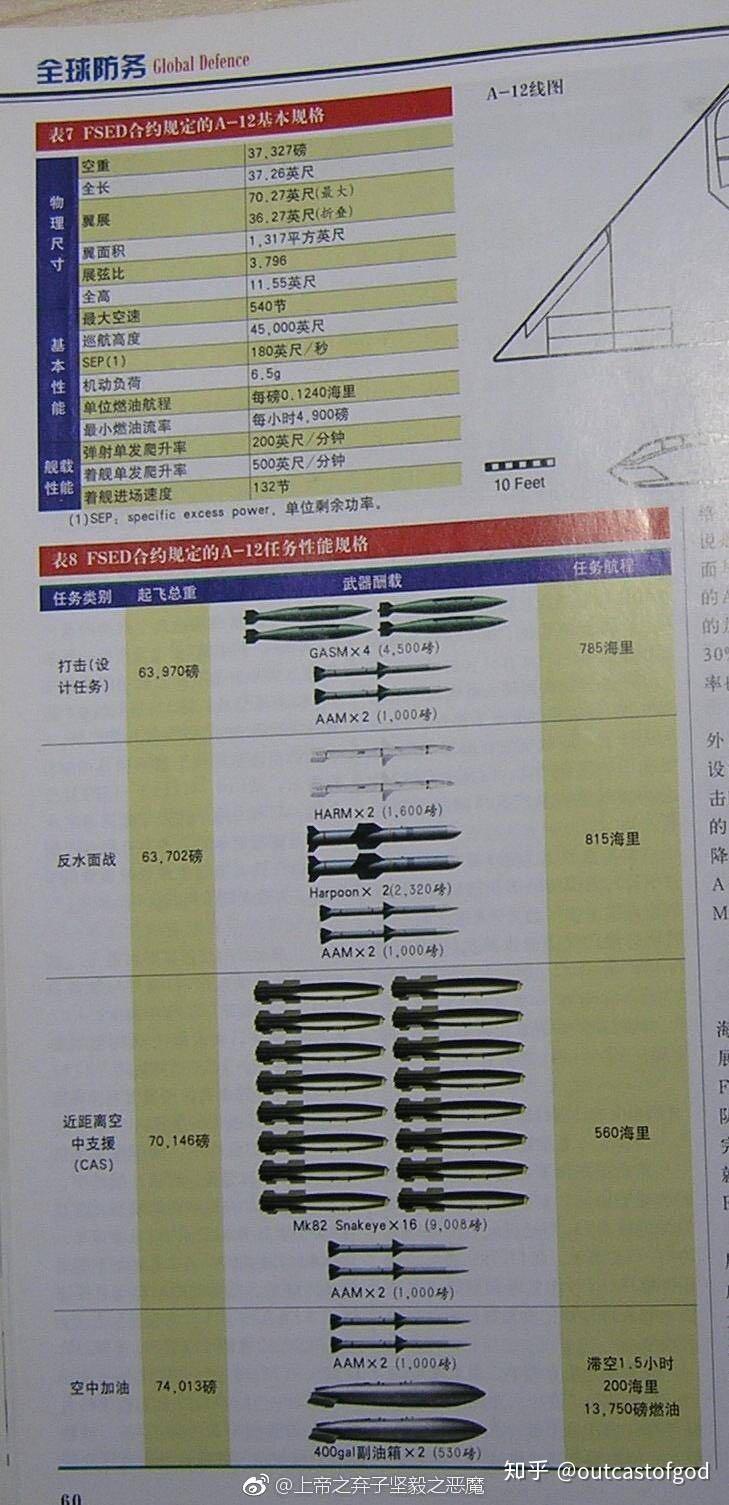 全球防务 Global Defence
A-12线图
表7 FSED合约规定的A-12基本规格
物理尺寸
空重 37,327磅
全长 37.26英尺
翼展 70.27英尺(最大)
36.27英尺(折叠)
翼面积 1,317平方英尺
展弦比 3.796
全高 11.55英尺
基本性能
最大空速 540节
巡航高度 45,000英尺
SEP(1) 180英尺/秒
机动负荷 6.5g
单位燃油航程 每磅0.1240海里
最小燃油流率 每小时4,900磅
舰载性能
弹射单发爬升率 200英尺/分钟
着舰单发爬升率 500英尺/分钟
着舰进场速度 132节
(1)SEP: specific excess power, 单位剩余功率。
10 Feet
表8 FSED合约规定的A-12任务性能规格
任务类别 起飞总重 武器酬载 任务航程
打击(设
计任务)
63,970磅
GASM×4 (4,500磅)
AAM×2 (1,000磅)
785海里
反水面战
63,702磅
HARM×2 (1,600磅)
Harpoon× 2(2,320磅)
AAM×2 (1,000磅)
815海里
近距离空
中支援
(CAS)
70,146磅
Mk82 Snakeye×16 (9,008磅)
AAM×2 (1,000磅)
560海里
空中加油
74,013磅
AAM×2 (1,000磅)
400gal副油箱×2 (530磅)
滞空1.5小时
200海里
13,750磅燃油
面
的A
的
30%
率
外
设
击
的
降
A
M
海
展
F
防
完
就
60
@上帝之弃子坚毅之恶魔
知乎 @outcastofgod